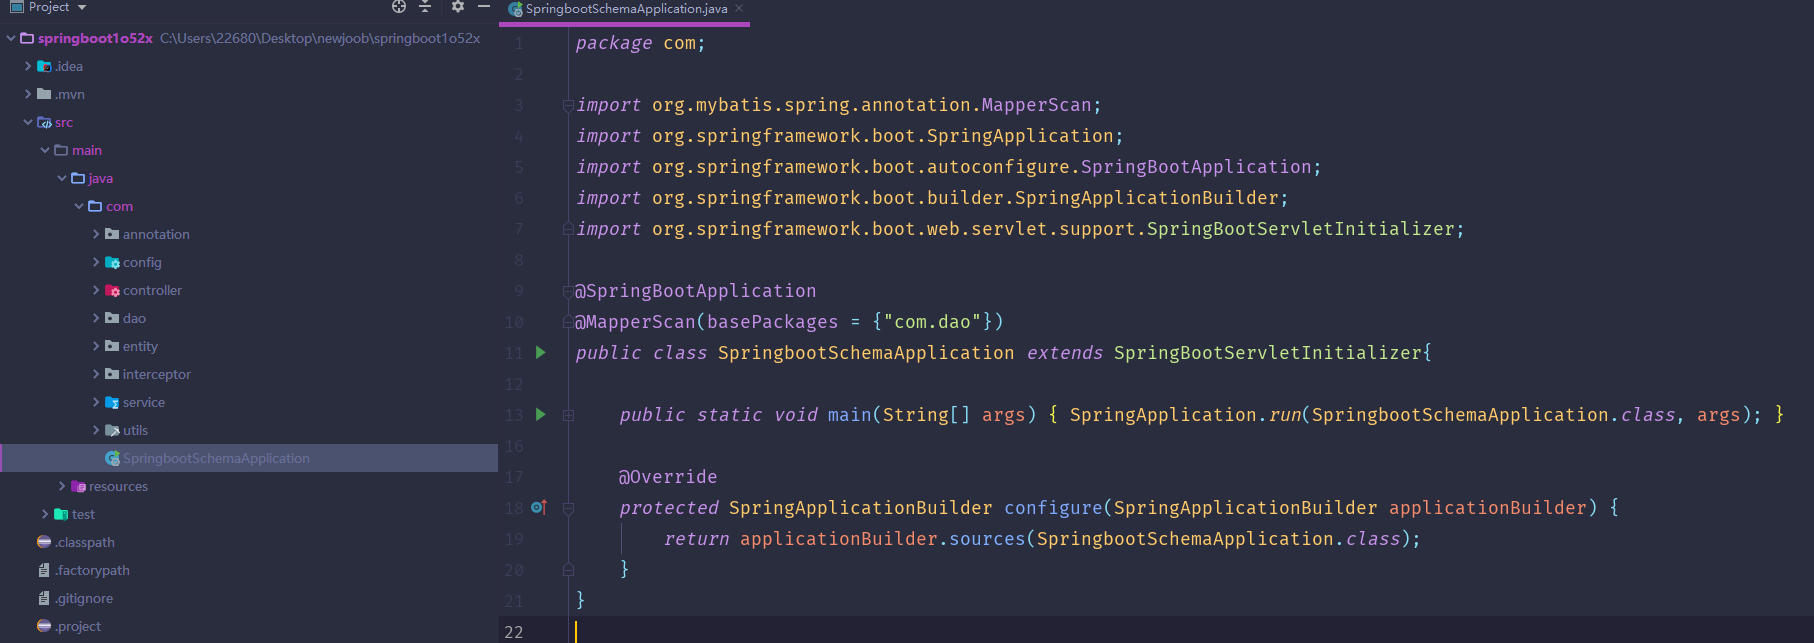 Project
springboot1o52x C:\Users\22680\Desktop\newjoob\springboot1o52x
.idea
.mvn
src
main
java
com
annotation
config
controller
dao
entity
interceptor
service
utils
SpringbootSchemaApplication
resources
test
.classpath
.factorypath
.gitignore
.project
SpringbootSchemaApplication.java
1 package com;
2
3 import org.mybatis.spring.annotation.MapperScan;
4 import org.springframework.boot.SpringApplication;
5 import org.springframework.boot.autoconfigure.SpringBootApplication;
6 import org.springframework.boot.builder.SpringApplicationBuilder;
7 import org.springframework.boot.web.servlet.support.SpringBootServletInitializer;
8
9 @SpringBootApplication
10 @MapperScan(basePackages = {"com.dao"})
11 public class SpringbootSchemaApplication extends SpringBootServletInitializer{
12
13 public static void main(String[] args) { SpringApplication.run(SpringbootSchemaApplication.class, args); }
16
17 @Override
18 protected SpringApplicationBuilder configure(SpringApplicationBuilder applicationBuilder) {
19 return applicationBuilder.sources(SpringbootSchemaApplication.class);
20 }
21 }
22